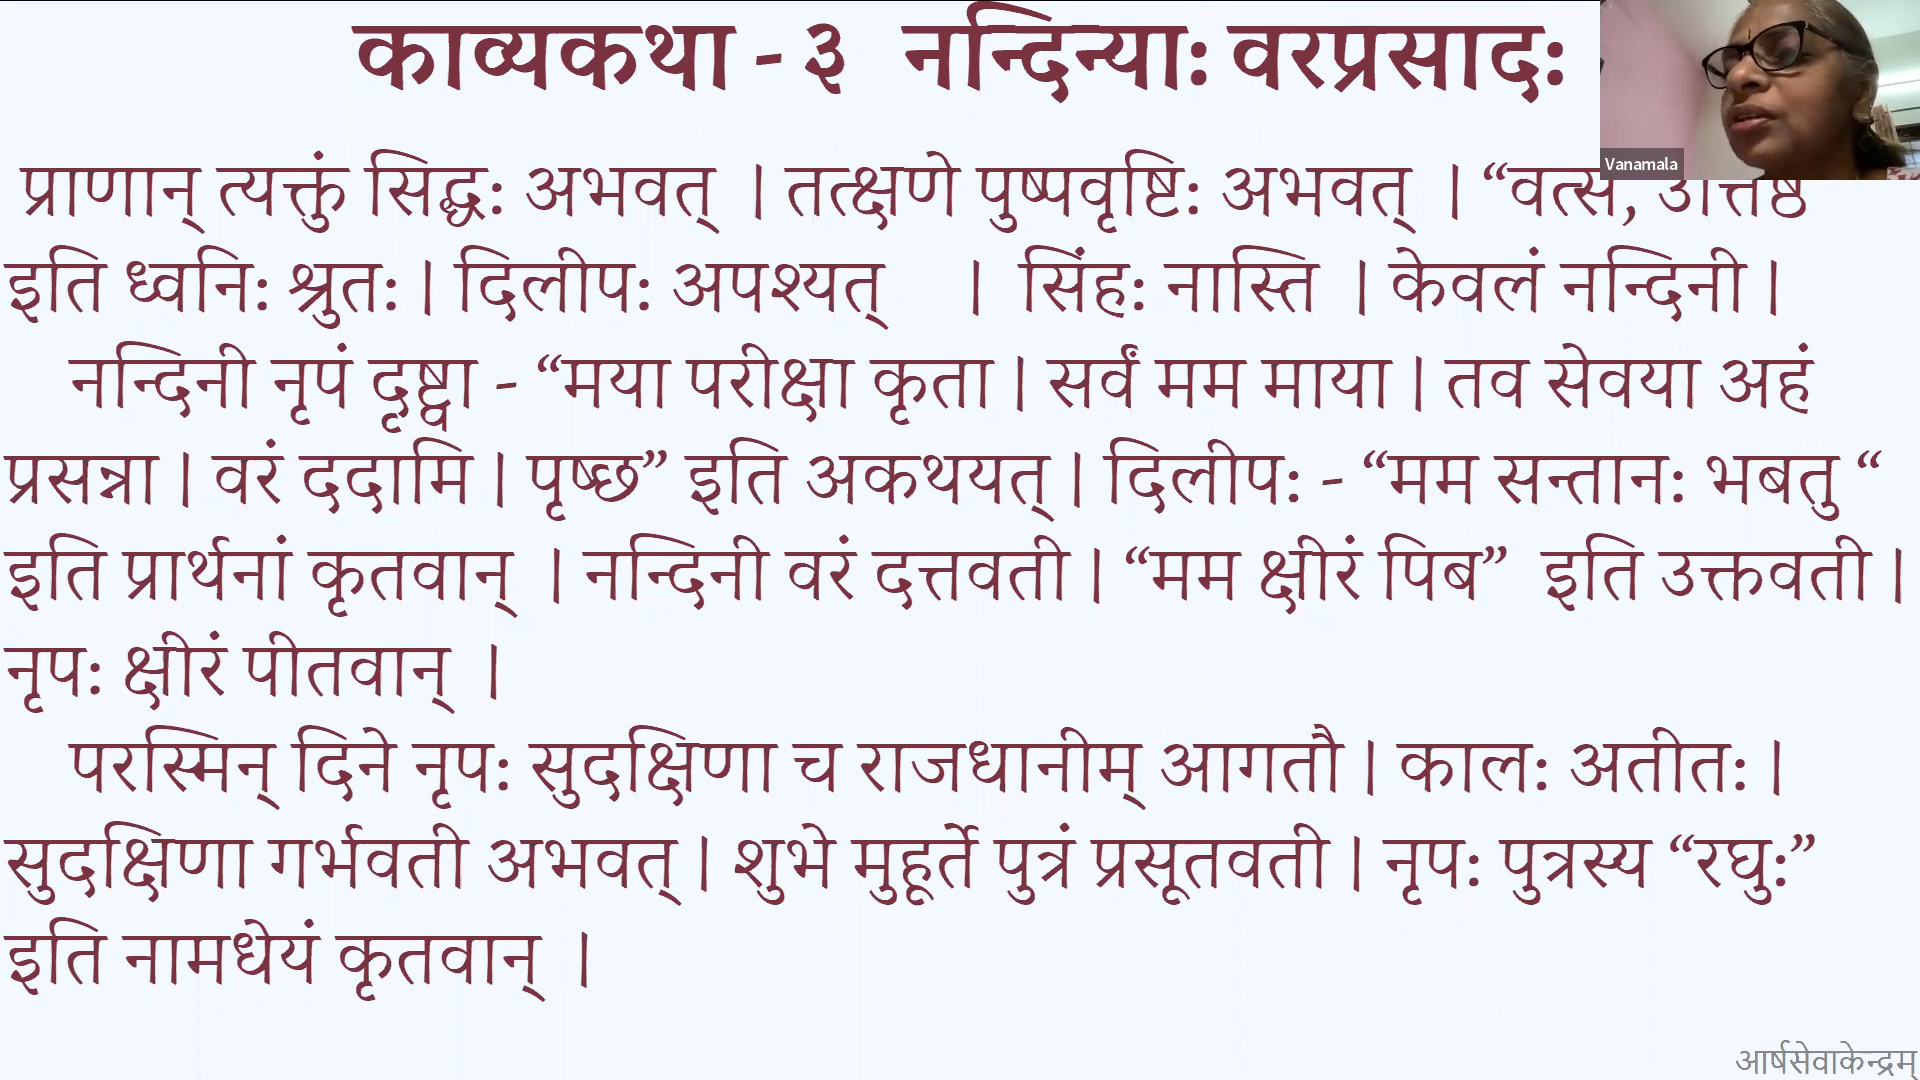 काव्यकथा - ३ नन्दिन्याः वरप्रसादः
Vanamala
प्राणान् त्यक्तुं सिद्धः अभवत् | तत्क्षणे पुष्पवृष्टिः अभवत् | “वत्स,
इति ध्वनिः श्रुतः | दिलीपः अपश्यत् | सिंहः नास्ति | केवलं नन्दिनी |
नन्दिनी नृपं दृष्ट्वा - “मया परीक्षा कृता | सर्वं मम माया | तव सेवया अहं
प्रसन्ना | वरं ददामि | पृष्छ” इति अकथयत् | दिलीपः - “मम सन्तानः भबतु “
इति प्रार्थनां कृतवान् | नन्दिनी वरं दत्तवती | “मम क्षीरं पिब” इति उक्तवती |
नृपः क्षीरं पीतवान् |
परस्मिन् दिने नृपः सुदक्षिणा च राजधानीम् आगतौ | कालः अतीतः |
सुदक्षिणा गर्भवती अभवत् | शुभे मुहूर्ते पुत्रं प्रसूतवती | नृपः पुत्रस्य “रघुः”
इति नामधेयं कृतवान् |
आर्षसेवाकेन्द्रम्